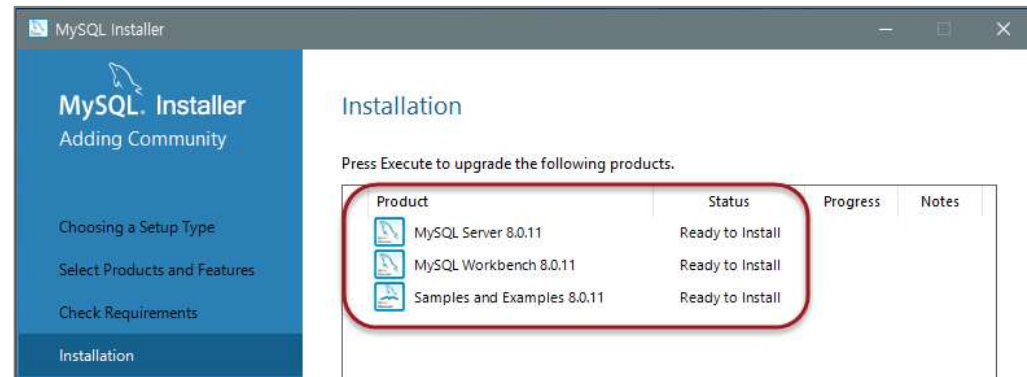 MySQL Installer
MySQL. Installer
Adding Community
Choosing a Setup Type
Select Products and Features
Check Requirements
Installation
Installation
Press Execute to upgrade the following products.
Product Status Progress Notes
MySQL Server 8.0.11 Ready to Install
MySQL Workbench 8.0.11 Ready to Install
Samples and Examples 8.0.11 Ready to Install